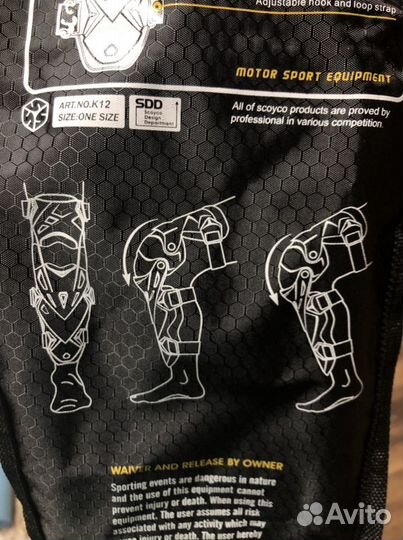 Adjustable hook and loop strap
MOTOR SPORT EQUIPMENT
ART.NO.K12
SIZE:ONE SIZE
SDD
Scoyco
Design
Department
All of scoyco products are proved by
professional in various competition.
WAIVER AND RELEASE BY OWNER
Sporting events are dangerous in nature
and the use of this equipment cannot
prevent injury or death. When using this
equipment. The user assumes all risk
associated with any activity which may
injury or death. The user hereby
Avito